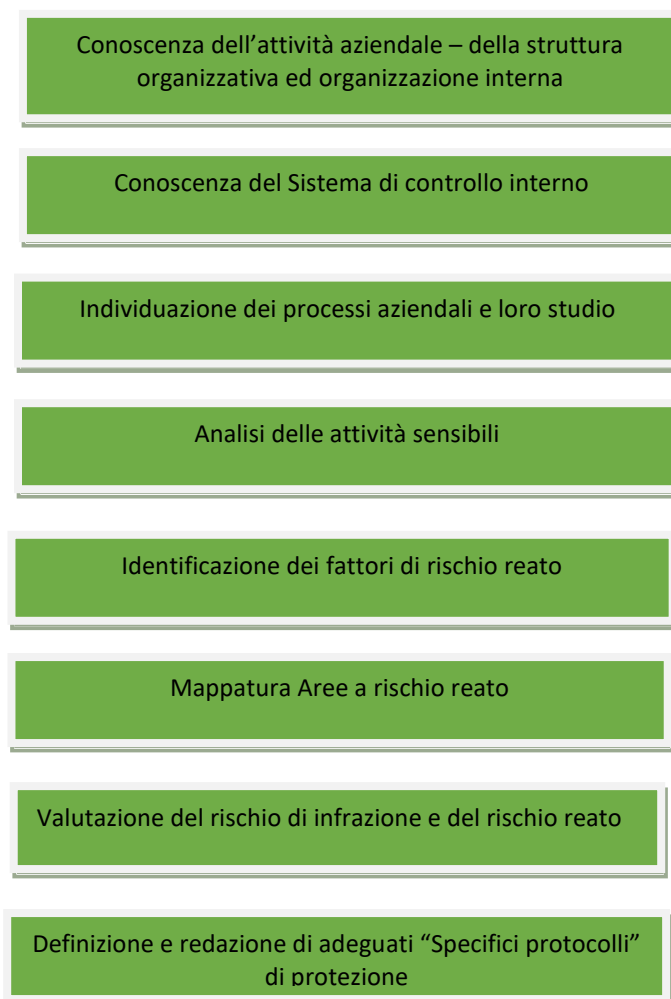 Conoscenza dell’attività aziendale – della struttura
organizzativa ed organizzazione interna
Conoscenza del Sistema di controllo interno
Individuazione dei processi aziendali e loro studio
Analisi delle attività sensibili
Identificazione dei fattori di rischio reato
Mappatura Aree a rischio reato
Valutazione del rischio di infrazione e del rischio reato
Definizione e redazione di adeguati “Specifici protocolli”
di protezione